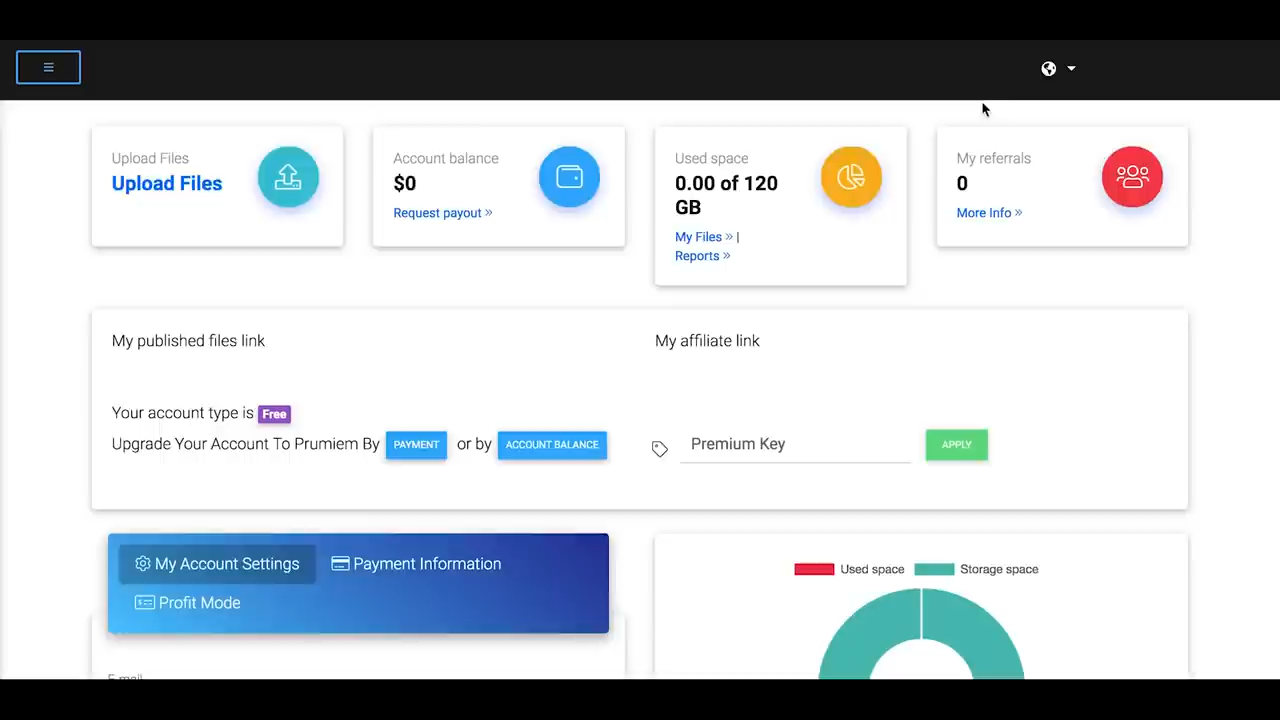 Upload Files
Upload Files
Account balance
$0
Request payout »
Used space
0.00 of 120
GB
My Files » |
Reports »
My referrals
0
More Info »
My published files link
My affiliate link
Your account type is Free
Upgrade Your Account To Prumiem By PAYMENT or by ACCOUNT BALANCE
Premium Key
APPLY
My Account Settings
Payment Information
Profit Mode
Used space
Storage space
E-mail